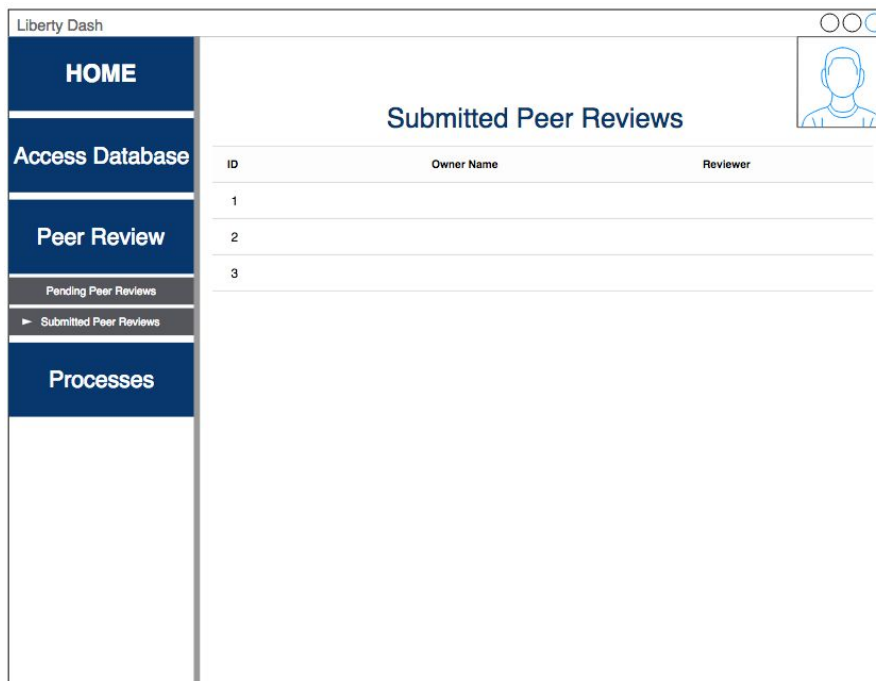 Liberty Dash
HOME
Access Database
Peer Review
Pending Peer Reviews
► Submitted Peer Reviews
Processes
Submitted Peer Reviews
ID Owner Name Reviewer
1
2
3